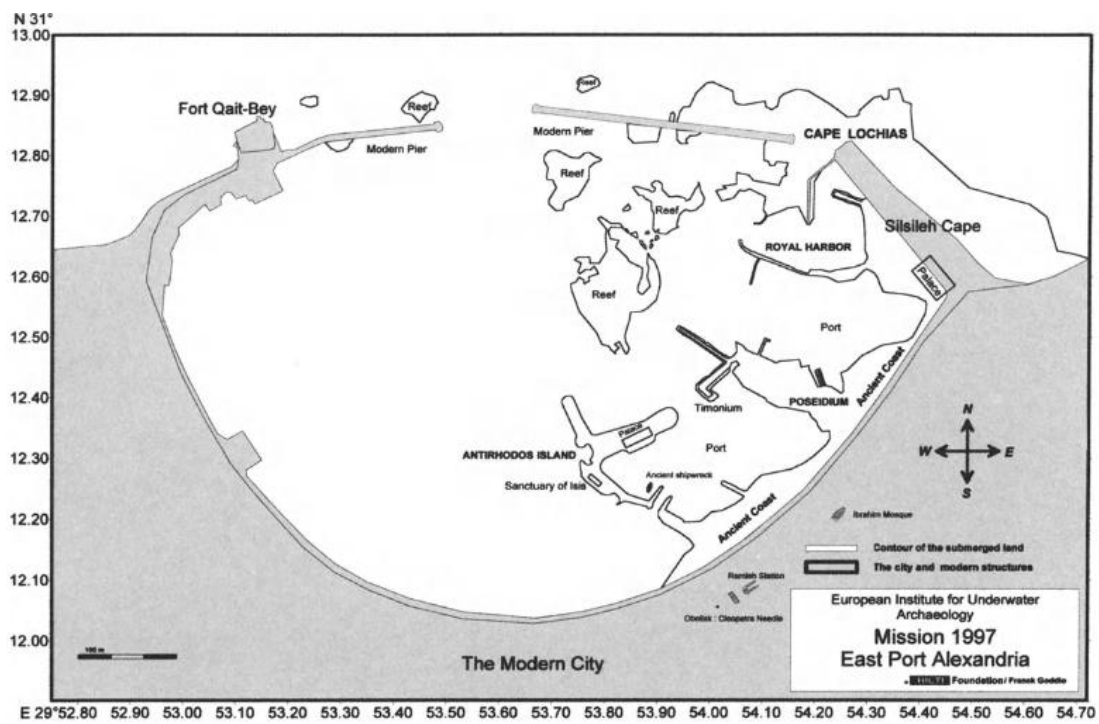 N 31°
13.00
12.90
12.80
12.70
12.60
12.50
12.40
12.30
12.20
12.10
12.00
Reef
Reef
Fort Qait-Bey
Modern Pier
Modern Pier
CAPE LOCHIAS
Reef
Reef
Silsileh Cape
ROYAL HARBOR
Palace
Reef
Port
Ancient Coast
Timonium
POSEIDIUM
Palace
Port
ANTIRHODOS ISLAND
Sanctuary of Isis
Ancient shipwreck
Ancient Coast
N
W
E
S
Ibrahim Mosque
Contour of the submerged land
The city and modern structures
Ramleh Station
Obelisk : Cleopatra Needle
European Institute for Underwater
Archaeology
Mission 1997
East Port Alexandria
HILTI Foundation / Franck Goddio
100 m
The Modern City
E 29° 52.80 52.90 53.00 53.10 53.20 53.30 53.40 53.50 53.60 53.70 53.80 53.90 54.00 54.10 54.20 54.30 54.40 54.50 54.60 54.70